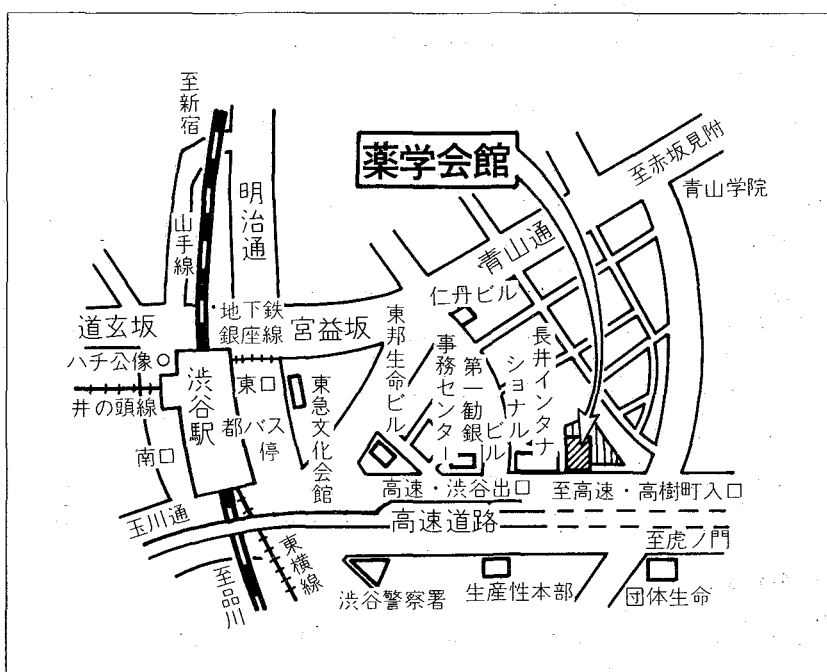 至新宿
山手線
明治通
薬学会館
至赤坂見附
青山学院
青山通
仁丹ビル
地下鉄
銀座線
宮益坂
道玄坂
ハチ公像
井の頭線
渋谷駅
東口
都バス
停
南口
東急文化会館
東邦生命ビル
事務センター
第一勧銀
ビル
長井インタナ
ショナル
高速・渋谷出口
至高速・高樹町入口
玉川通
高速道路
至虎ノ門
東横線
至品川
渋谷警察署
生産性本部
団体生命